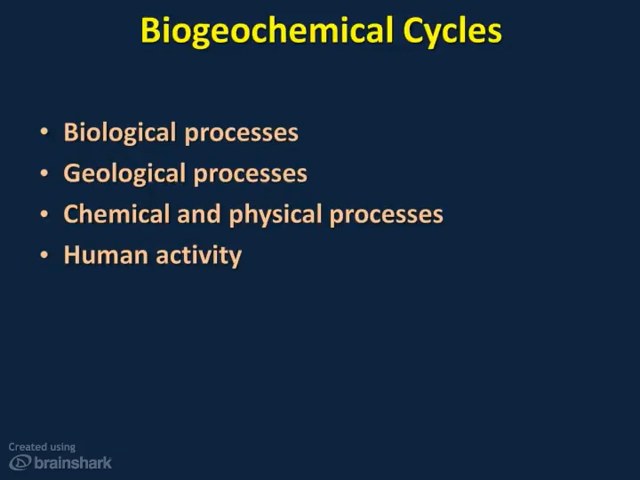 Biogeochemical Cycles
• Biological processes
• Geological processes
• Chemical and physical processes
• Human activity
Created using
brainshark